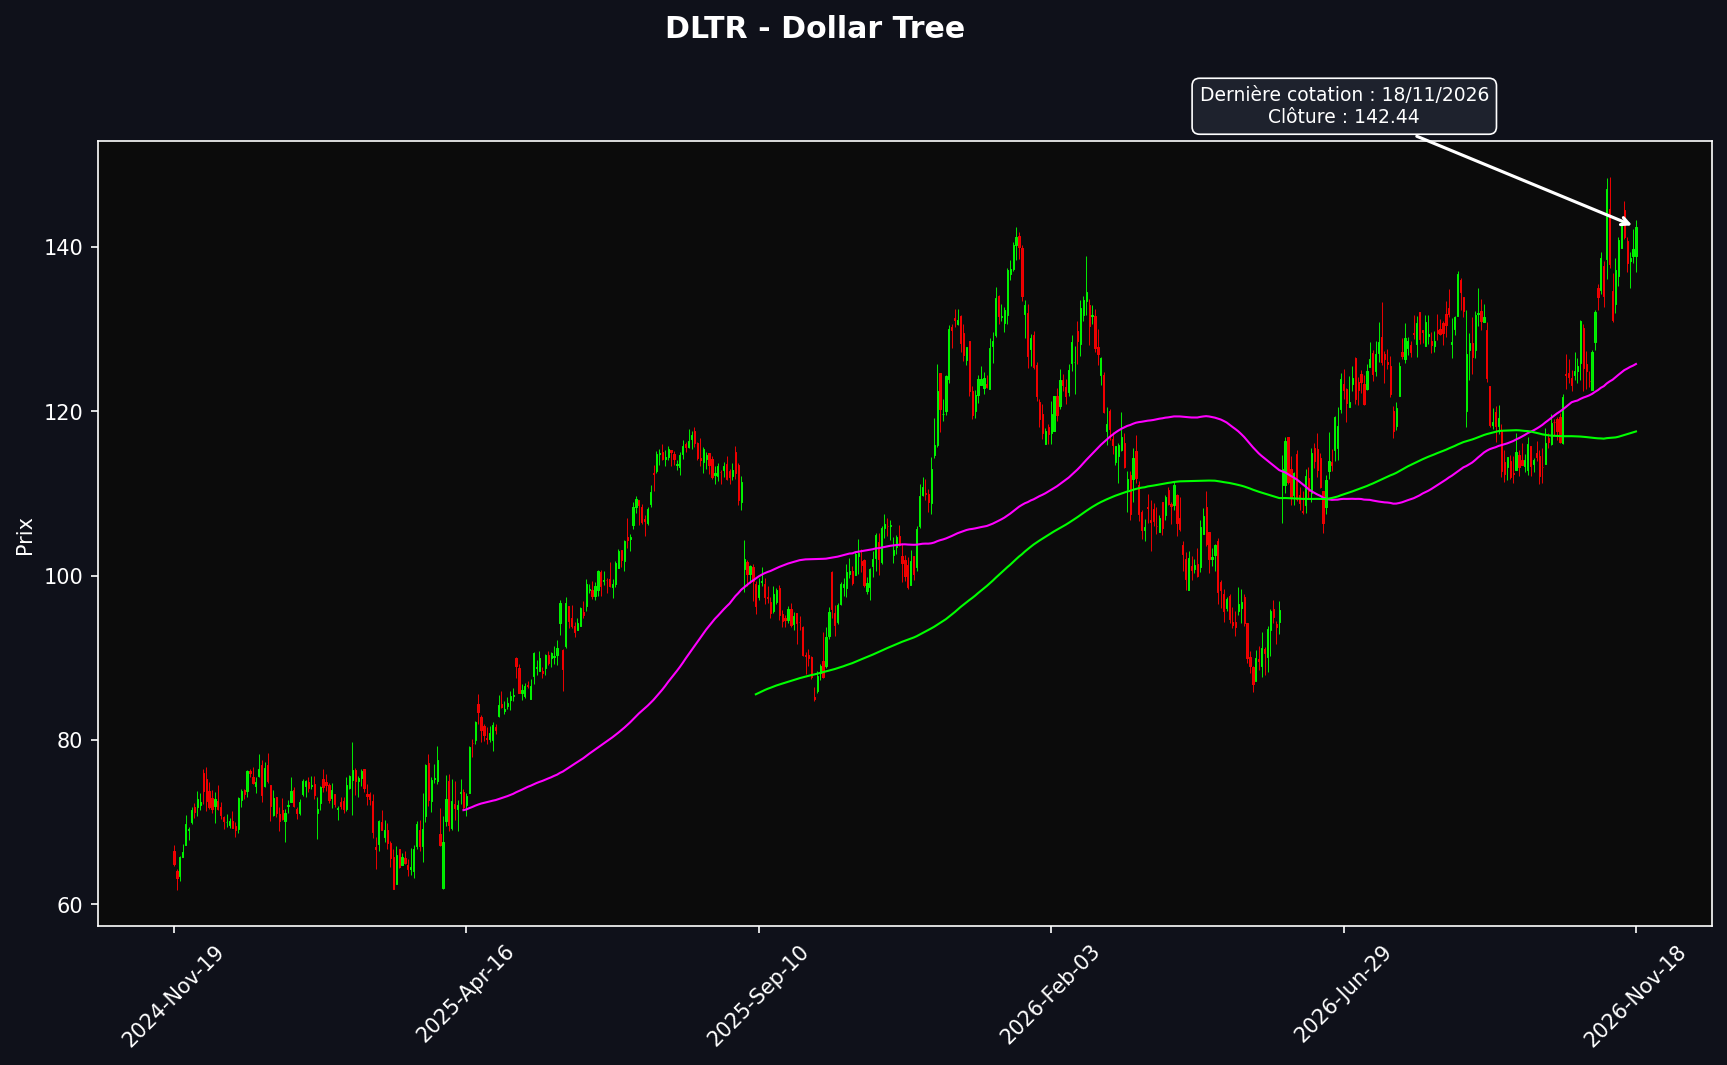 DLTR - Dollar Tree
Dernière cotation : 18/11/2026
Clôture : 142.44
Prix
140
120
100
80
60
2024-Nov-19
2025-Apr-16
2025-Sep-10
2026-Feb-03
2026-Jun-29
2026-Nov-18